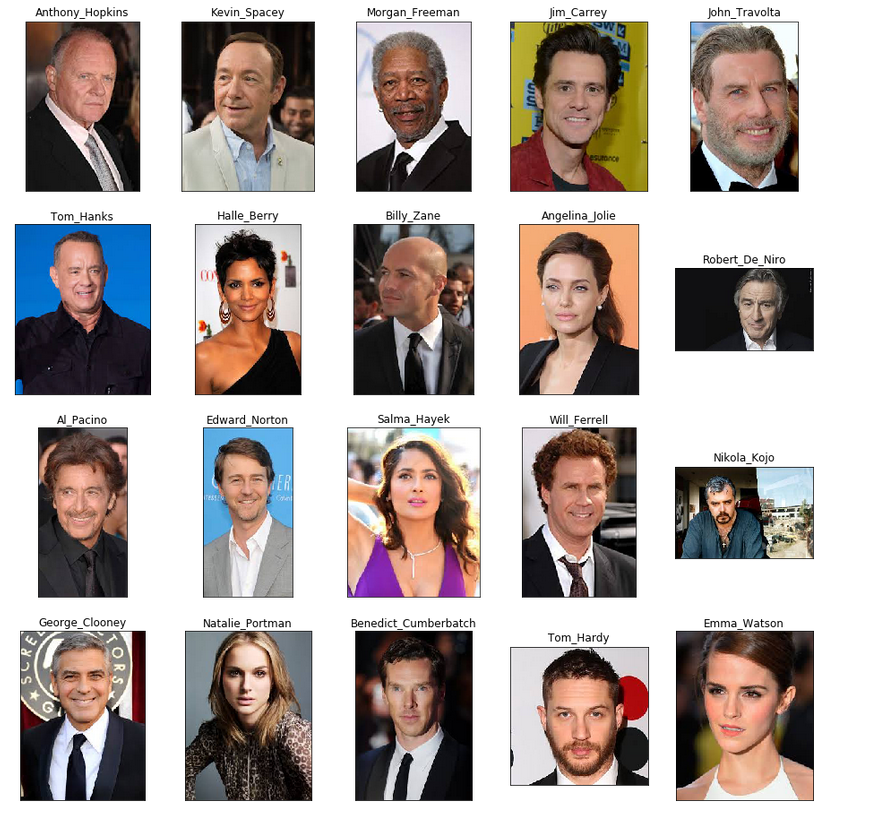 Anthony_Hopkins
Kevin_Spacey
Morgan_Freeman
Jim_Carrey
John_Travolta
Tom_Hanks
Halle_Berry
Billy_Zane
Angelina_Jolie
Robert_De_Niro
Al_Pacino
Edward_Norton
Salma_Hayek
Will_Ferrell
Nikola_Kojo
George_Clooney
Natalie_Portman
Benedict_Cumberbatch
Tom_Hardy
Emma_Watson